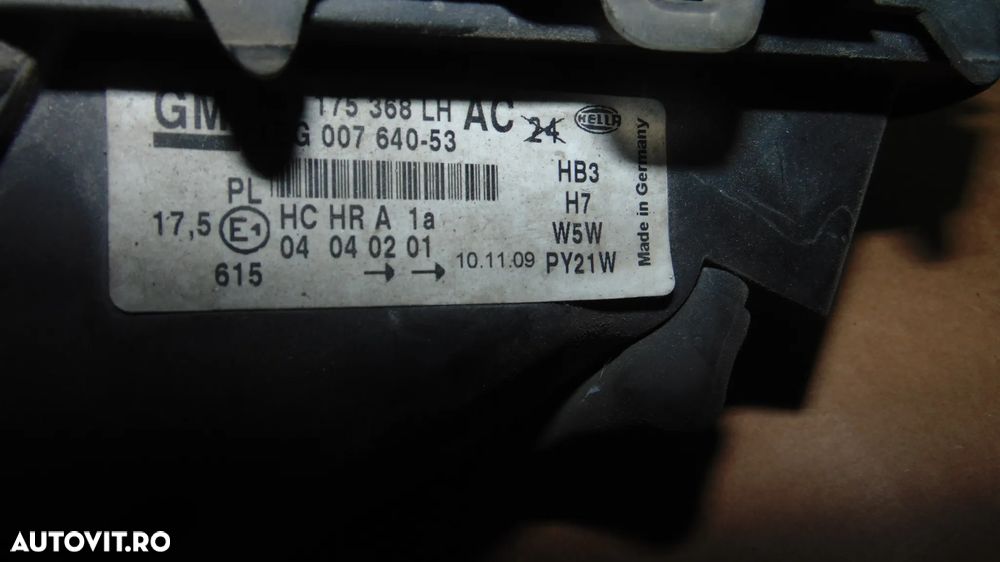 GM 175 368 LH AC 24 HELLA
G 007 640-53
PL
HB3
H7
W5W
PY21W
17,5 E1 HC HR A 1a
04 04 02 01
615 → → 10.11.09
Made in Germany
AUTOVIT.RO